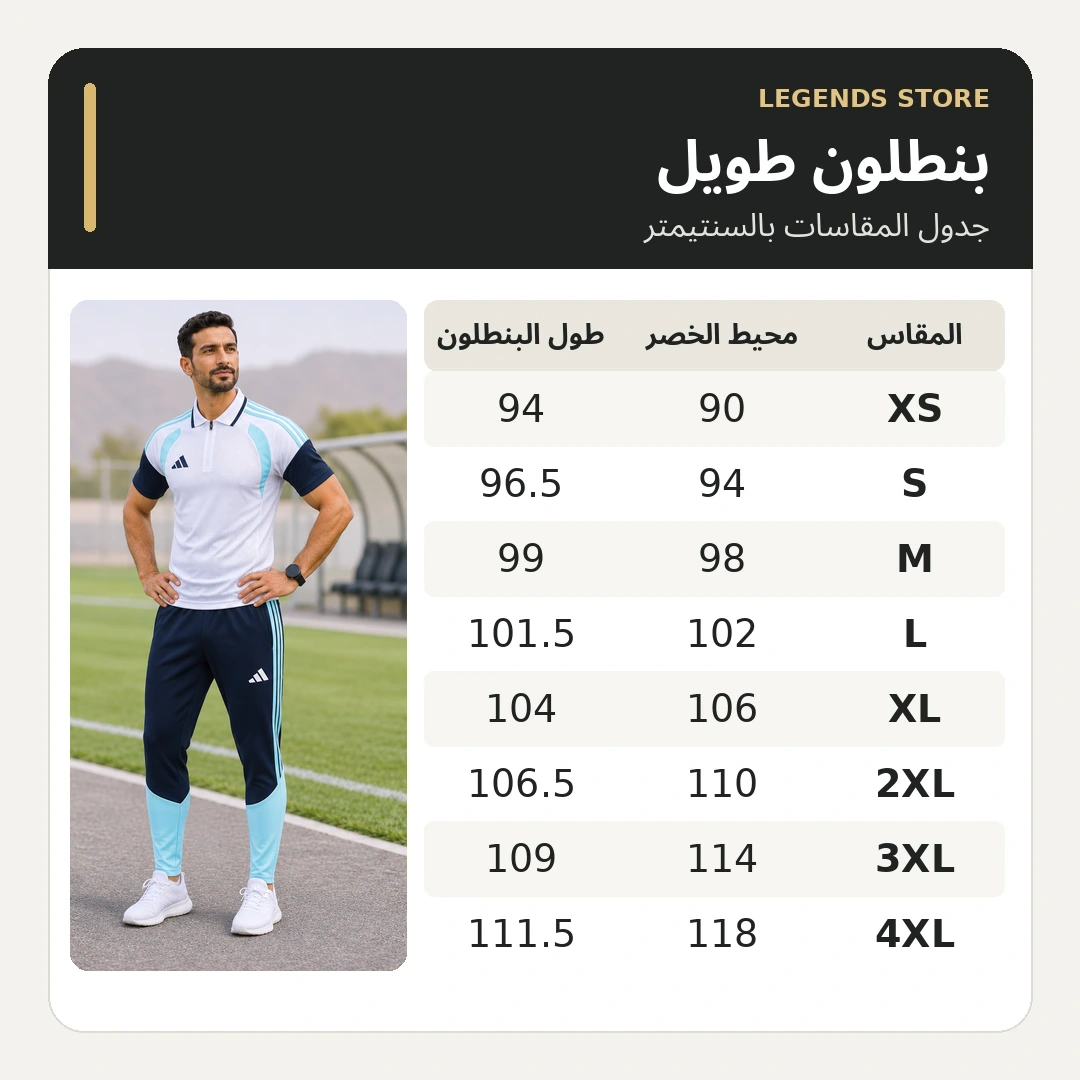 LEGENDS STORE
بنطلون طويل
جدول المقاسات بالسنتيمتر
المقاس محيط الخصر طول البنطلون
XS 90 94
S 94 96.5
M 98 99
L 102 101.5
XL 106 104
2XL 110 106.5
3XL 114 109
4XL 118 111.5